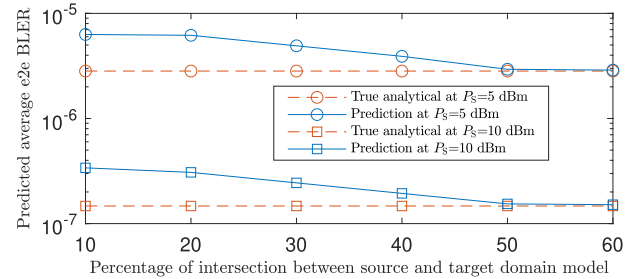 Predicted average e2e BLER
10^-5
10^-6
10^-7
True analytical at P_S=5 dBm
Prediction at P_S=5 dBm
True analytical at P_S=10 dBm
Prediction at P_S=10 dBm
10 20 30 40 50 60
Percentage of intersection between source and target domain model